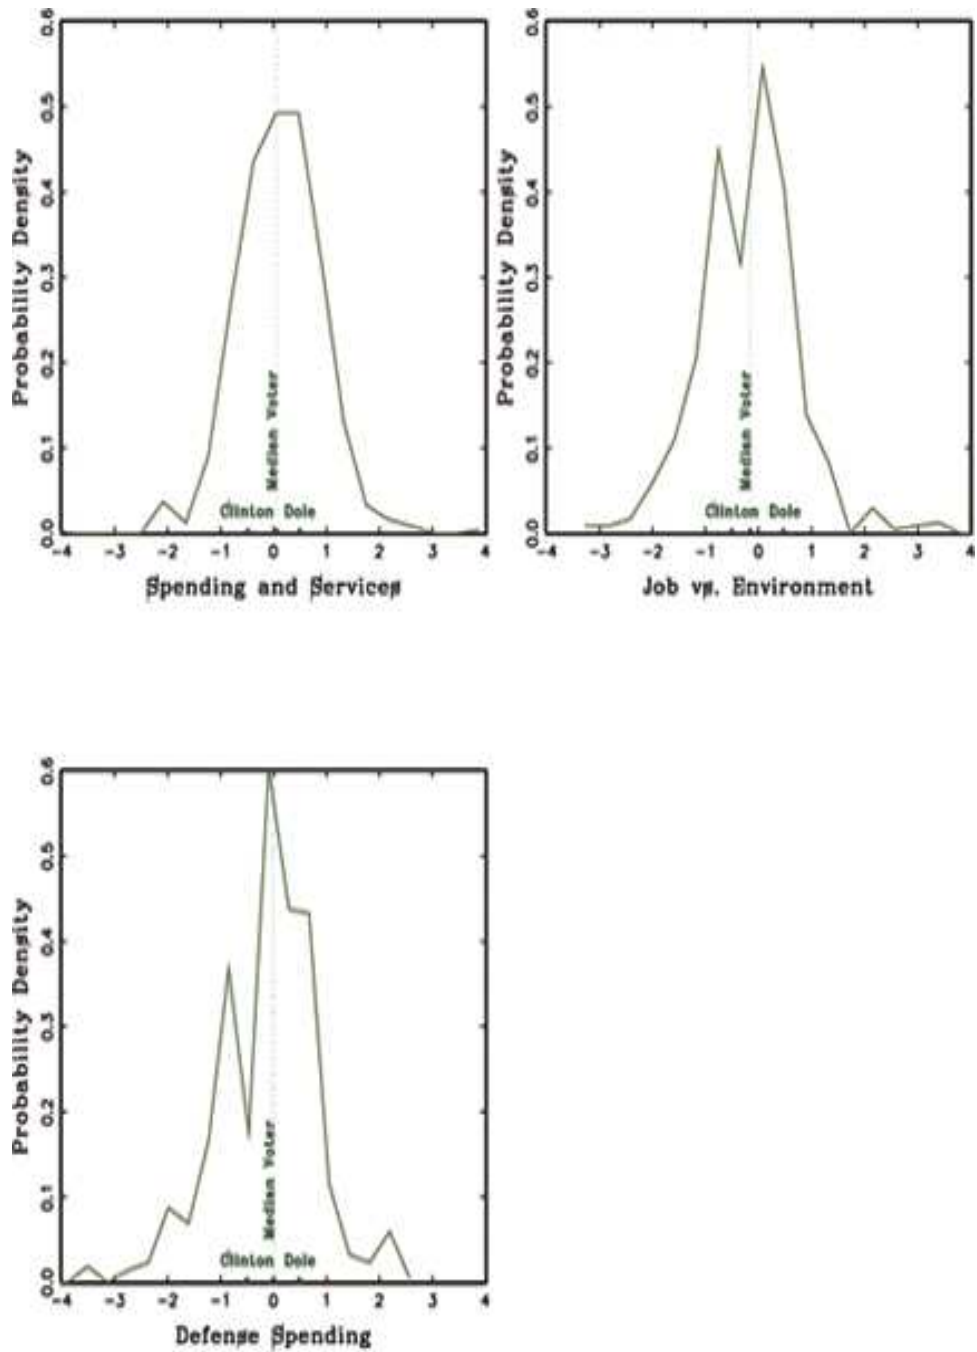 0.6
0.5
0.4
0.3
0.2
0.1
0.0
Probability Density
Median Voter
Clinton Dole
-4 -3 -2 -1 0 1 2 3 4
Spending and Services
0.6
0.5
0.4
0.3
0.2
0.1
0.0
Probability Density
Median Voter
Clinton Dole
-4 -3 -2 -1 0 1 2 3 4
Job vs. Environment
0.6
0.5
0.4
0.3
0.2
0.1
0.0
Probability Density
Median Voter
Clinton Dole
-4 -3 -2 -1 0 1 2 3 4
Defense Spending